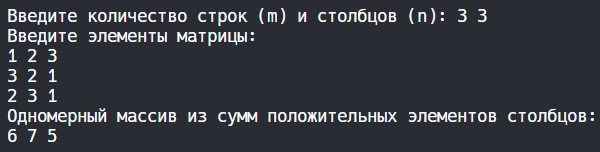 Введите количество строк (m) и столбцов (n): 3 3
Введите элементы матрицы:
1 2 3
3 2 1
2 3 1
Одномерный массив из сумм положительных элементов столбцов:
6 7 5